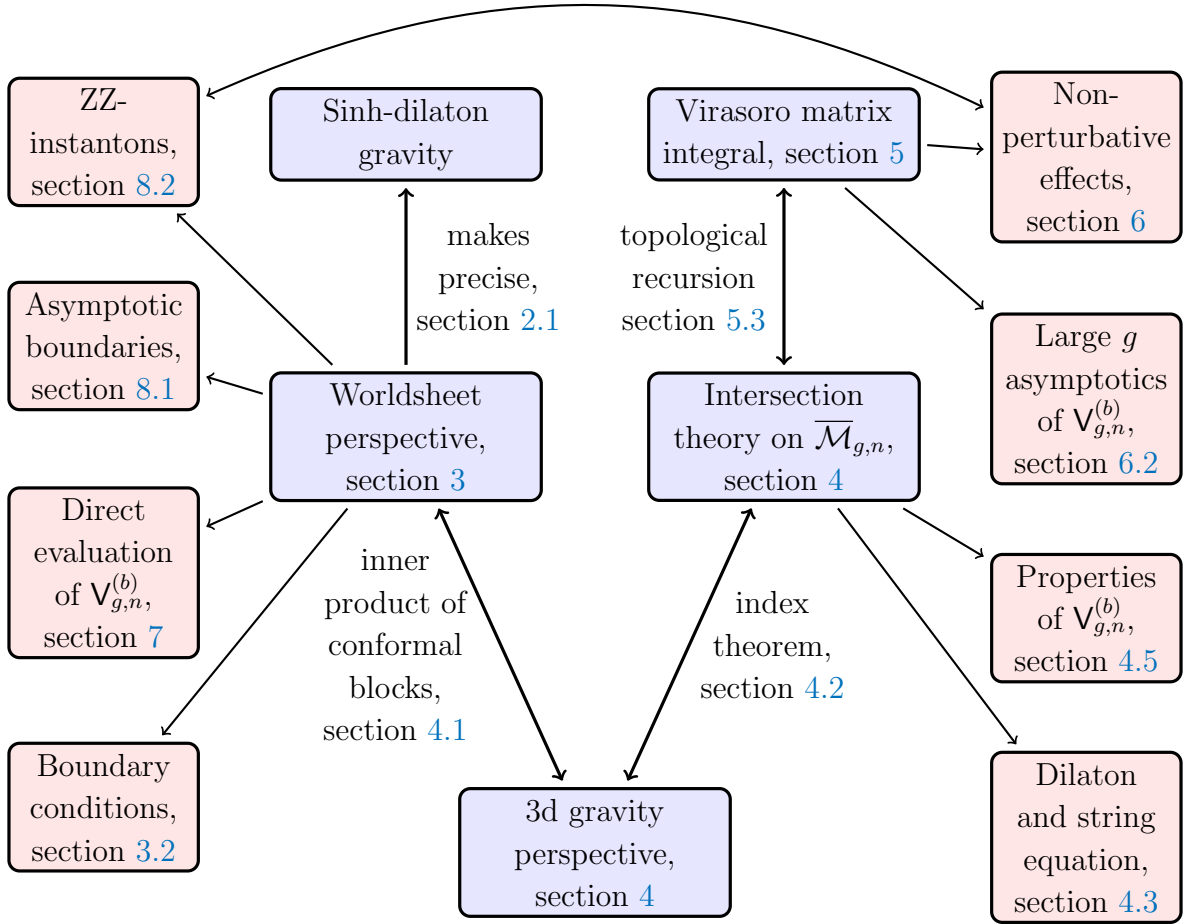 ZZ-
instantons,
section 8.2
Sinh-dilaton
gravity
Virasoro matrix
integral, section 5
Non-
perturbative
effects,
section 6
makes
precise,
section 2.1
topological
recursion
section 5.3
Asymptotic
boundaries,
section 8.1
Worldsheet
perspective,
section 3
Intersection
theory on $\overline{\mathcal{M}}_{g,n}$,
section 4
Large g
asymptotics
of $\mathsf{V}_{g,n}^{(b)}$,
section 6.2
Direct
evaluation
of $\mathsf{V}_{g,n}^{(b)}$,
section 7
inner
product of
conformal
blocks,
section 4.1
index
theorem,
section 4.2
Properties
of $\mathsf{V}_{g,n}^{(b)}$,
section 4.5
Boundary
conditions,
section 3.2
3d gravity
perspective,
section 4
Dilaton
and string
equation,
section 4.3